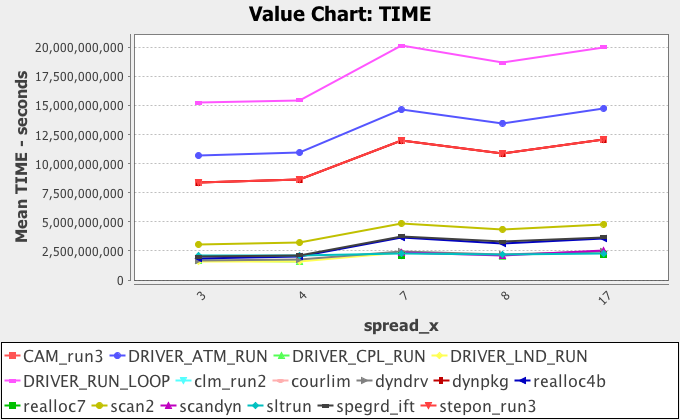 Value Chart: TIME
20,000,000,000
17,500,000,000
15,000,000,000
12,500,000,000
10,000,000,000
7,500,000,000
5,000,000,000
2,500,000,000
0
Mean TIME - seconds
3 4 7 8 17
spread_x
CAM_run3 DRIVER_ATM_RUN DRIVER_CPL_RUN DRIVER_LND_RUN
DRIVER_RUN_LOOP clm_run2 courlim dyndrv dynpkg realloc4b
realloc7 scan2 scandyn sltrun spegrd_ift stepon_run3